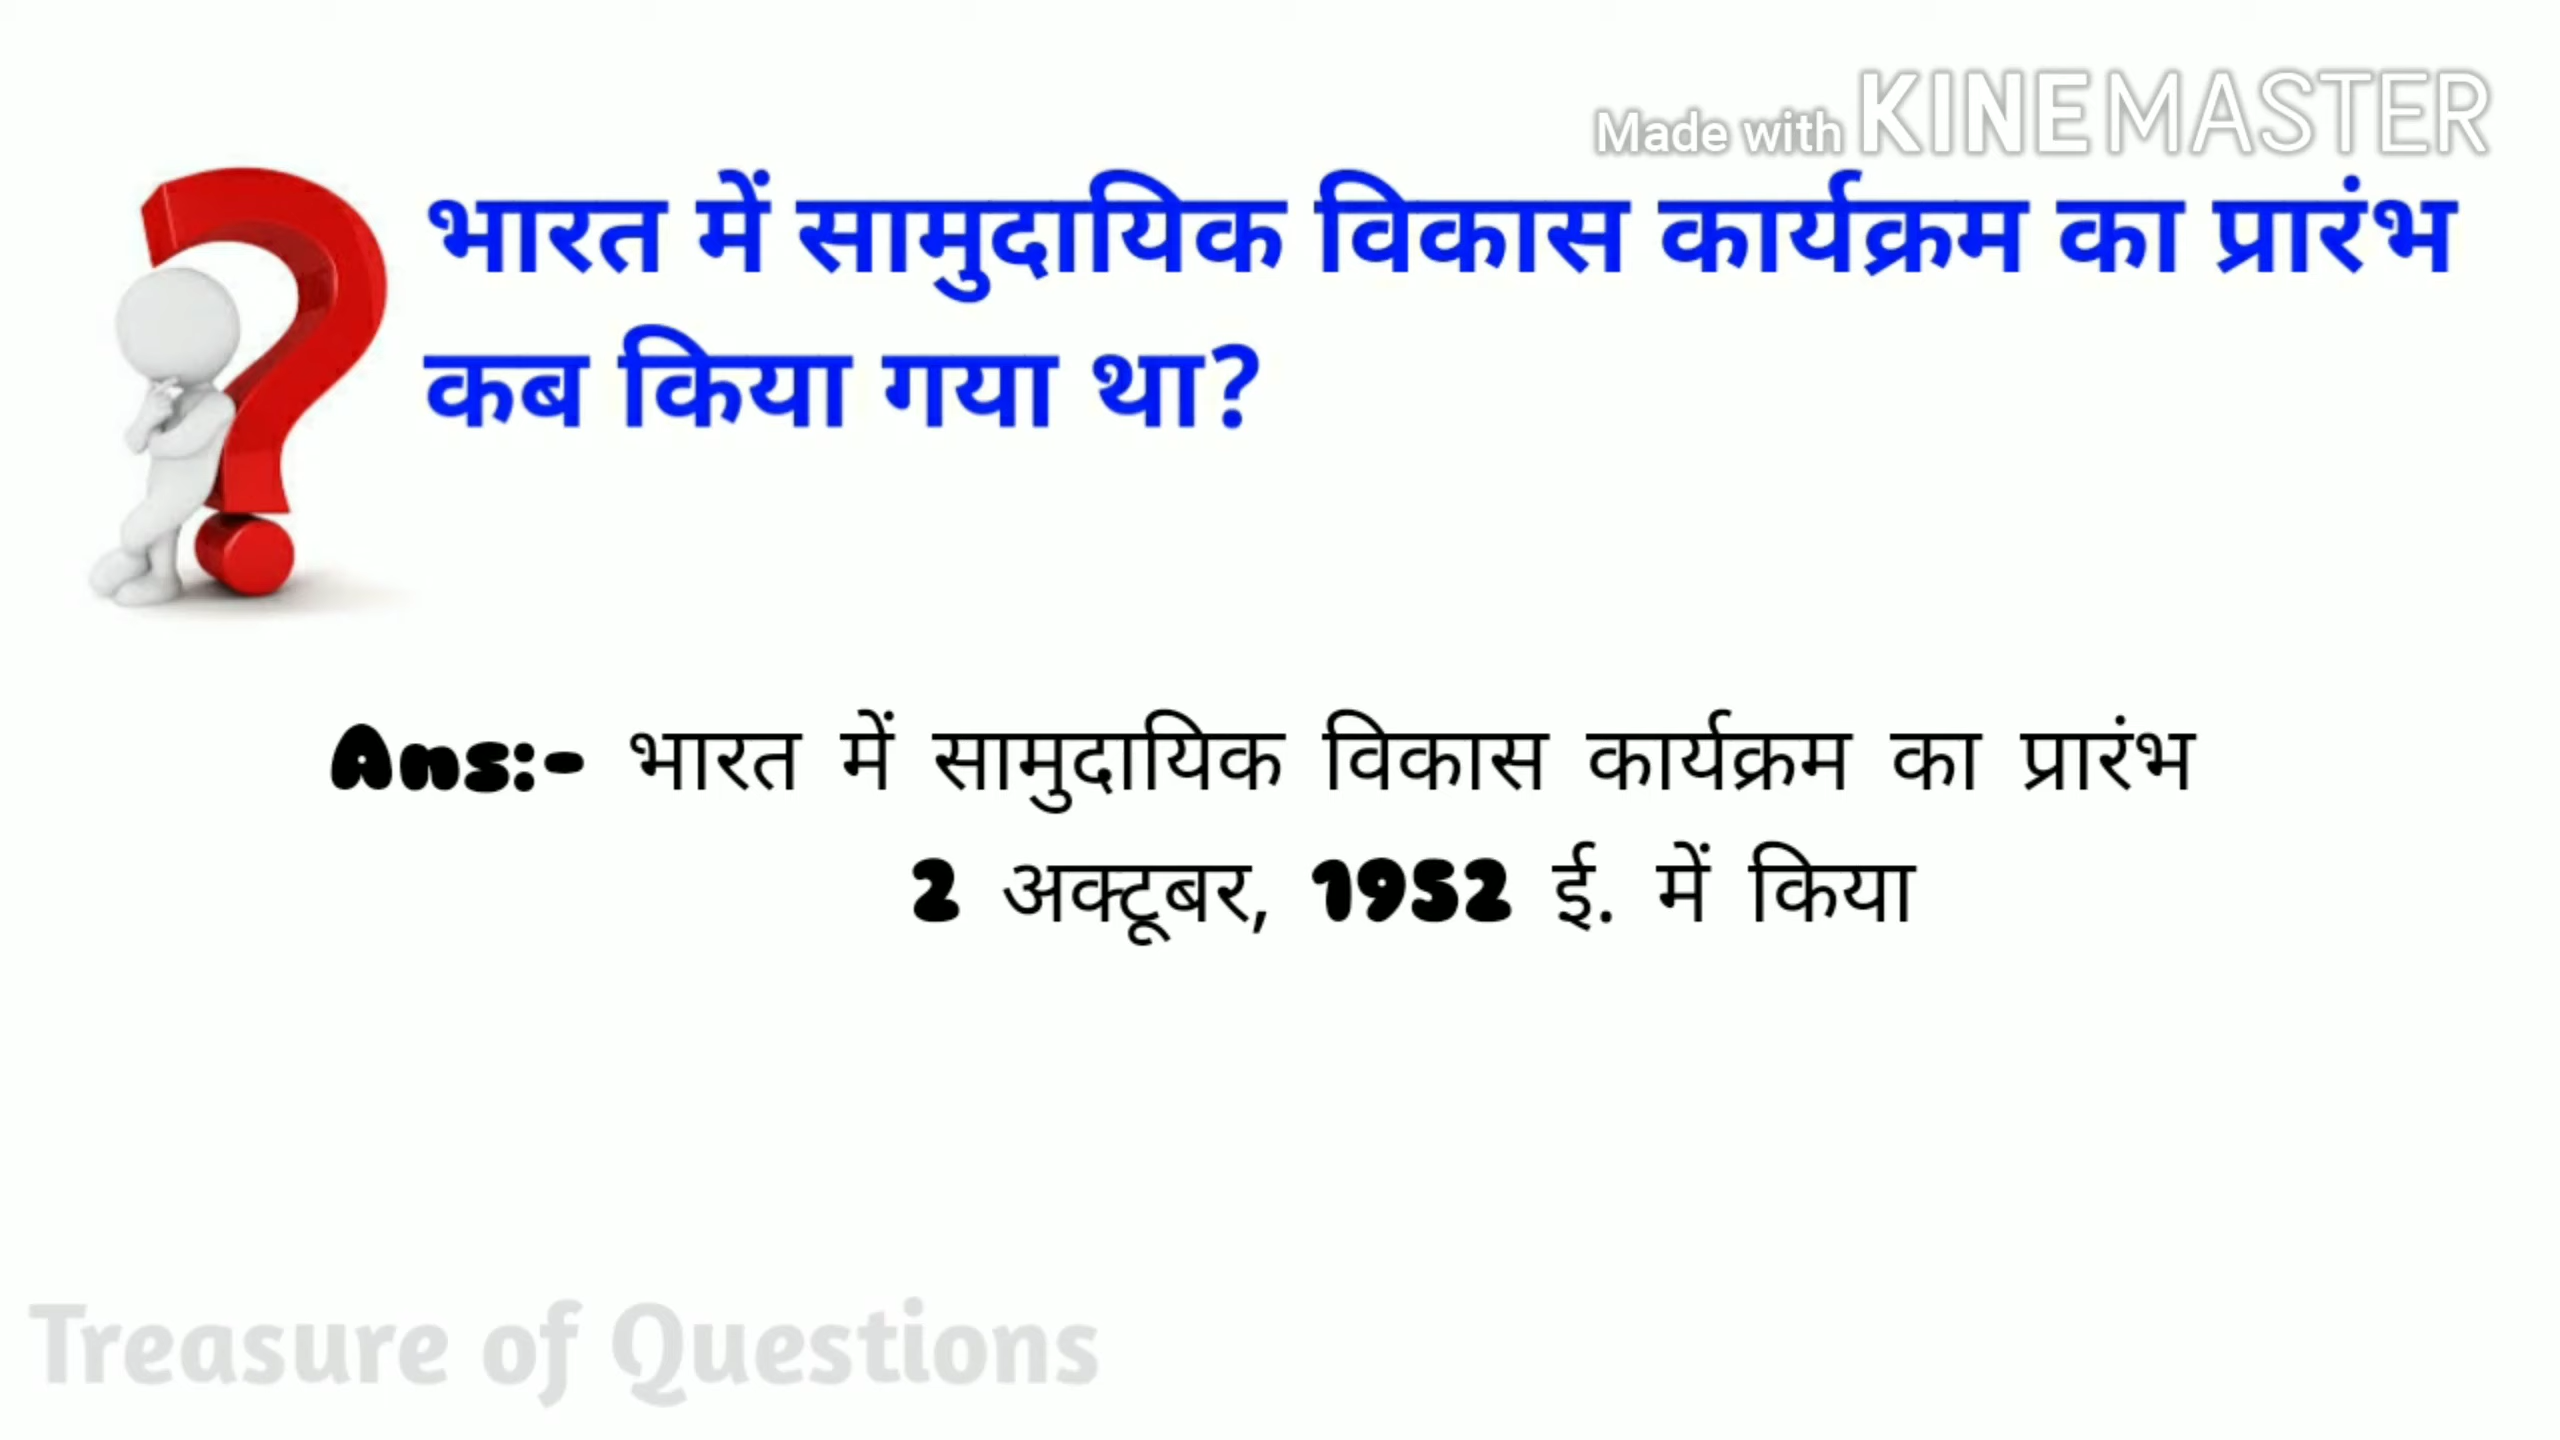 Made with KINEMASTER
भारत में सामुदायिक विकास कार्यक्रम का प्रारंभ
कब किया गया था?
Ans:- भारत में सामुदायिक विकास कार्यक्रम का प्रारंभ
2 अक्टूबर, 1952 ई. में किया
Treasure of Questions